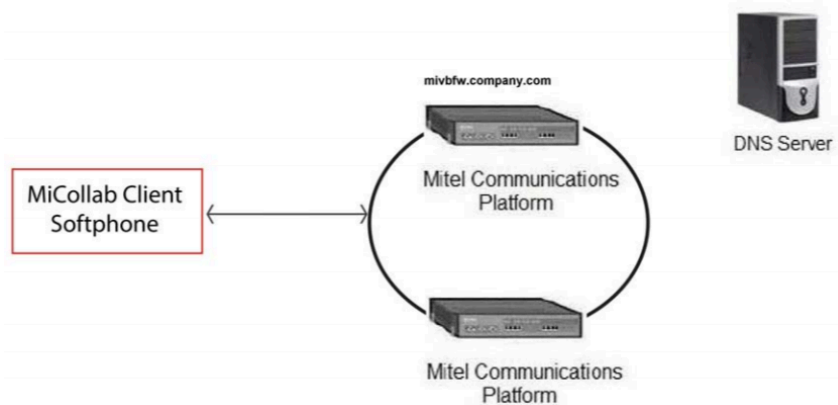 mivbfw.company.com
DNS Server
Mitel Communications
Platform
MiCollab Client
Softphone
Mitel Communications
Platform